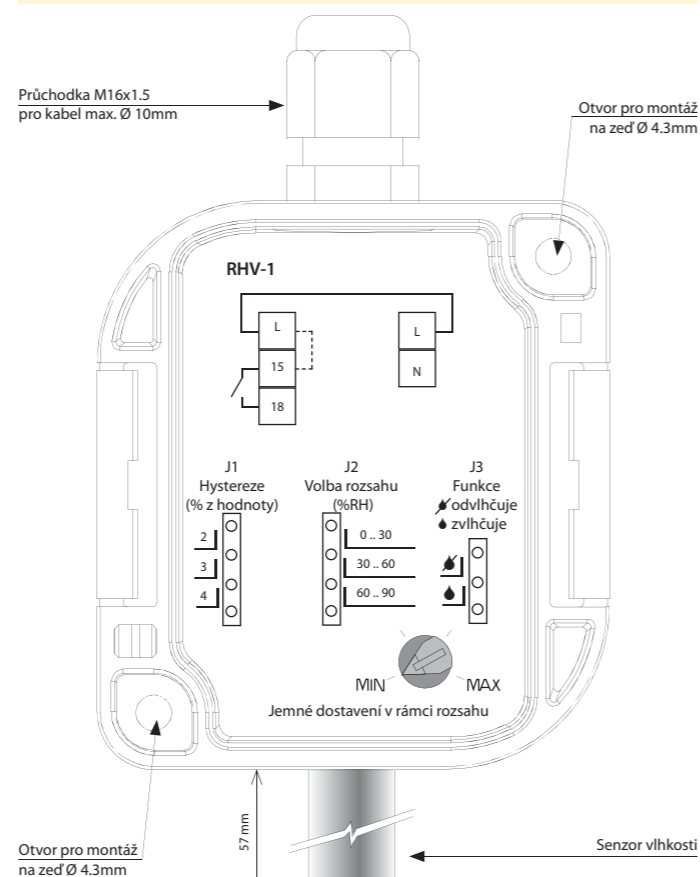 Průchodka M16x1.5
pro kabel max. Ø 10mm
Otvor pro montáž
na zeď Ø 4.3mm
RHV-1
L
15
18
L
N
J1
Hystereze
(% z hodnoty)
2
3
4
J2
Volba rozsahu
(%RH)
0 .. 30
30 .. 60
60 .. 90
J3
Funkce
odvlhčuje
zvlhčuje
MIN
MAX
Jemné dostavení v rámci rozsahu
57 mm
Otvor pro montáž
na zeď Ø 4.3mm
Senzor vlhkosti